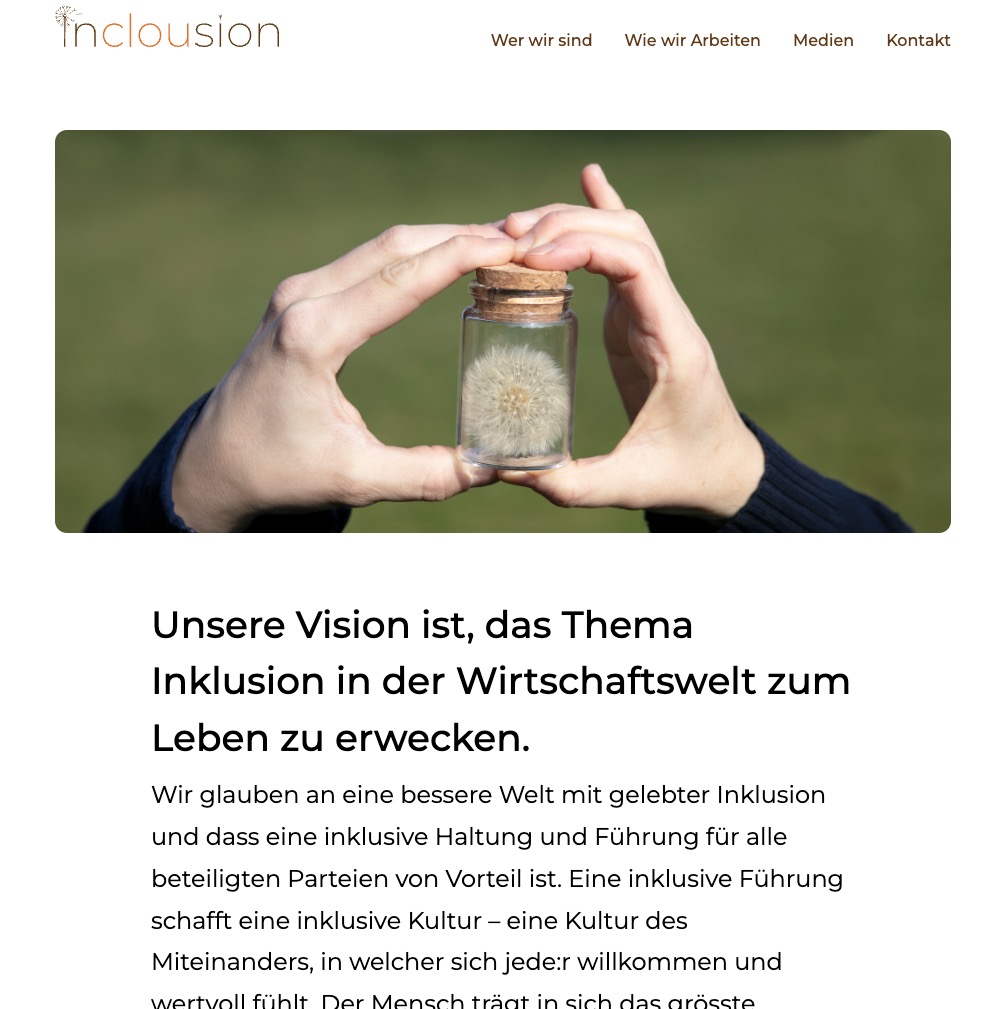 inclousion
Wer wir sind
Wie wir Arbeiten
Medien
Kontakt
Unsere Vision ist, das Thema
Inklusion in der Wirtschaftswelt zum
Leben zu erwecken.
Wir glauben an eine bessere Welt mit gelebter Inklusion
und dass eine inklusive Haltung und Führung für alle
beteiligten Parteien von Vorteil ist. Eine inklusive Führung
schafft eine inklusive Kultur – eine Kultur des
Miteinanders, in welcher sich jede:r willkommen und
wertvoll fühlt. Der Mensch trägt in sich das grösste